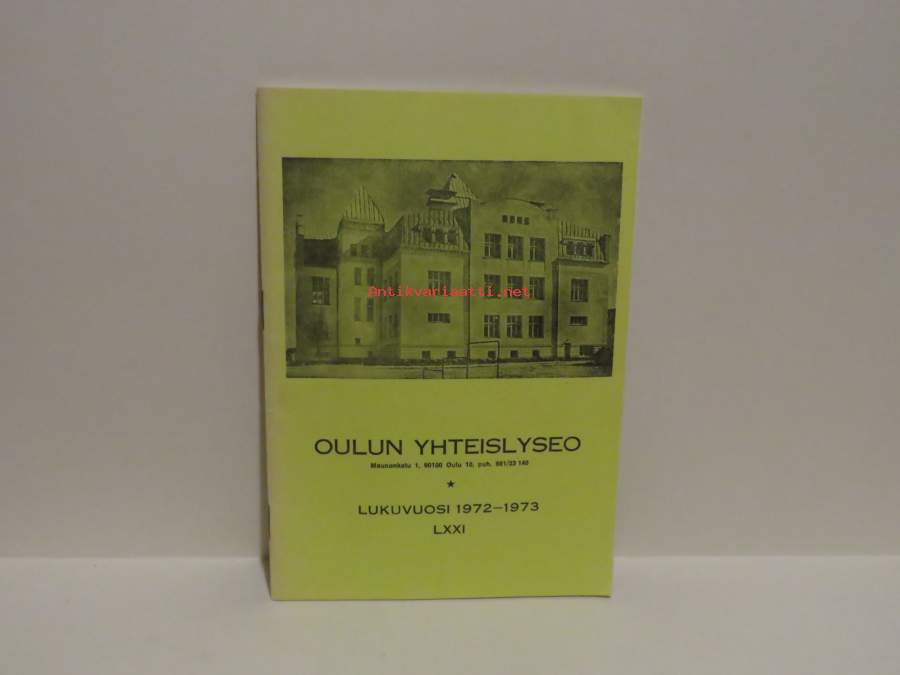 Antikvariaatti.net
OULUN YHTEISLYSEO
Maunonkatu 1, 90100 Oulu 10, puh. 981/23 140
★
LUKUVUOSI 1972–1973
LXXI